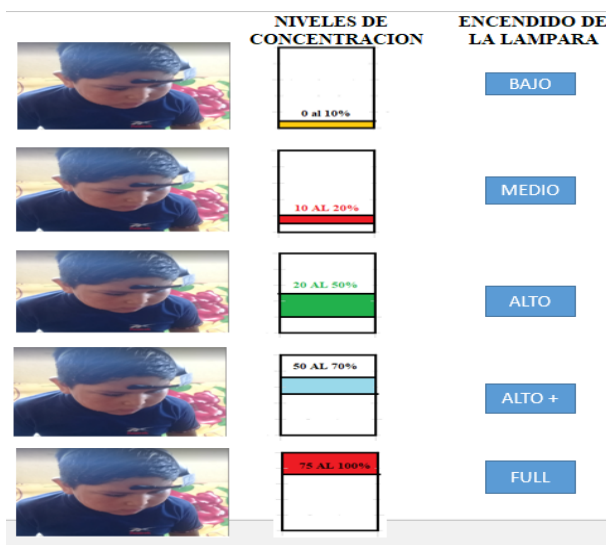 NIVELES DE
CONCENTRACION
ENCENDIDO DE
LA LAMPARA
0 al 10%
BAJO
10 AL 20%
MEDIO
20 AL 50%
ALTO
50 AL 70%
ALTO +
75 AL 100%
FULL